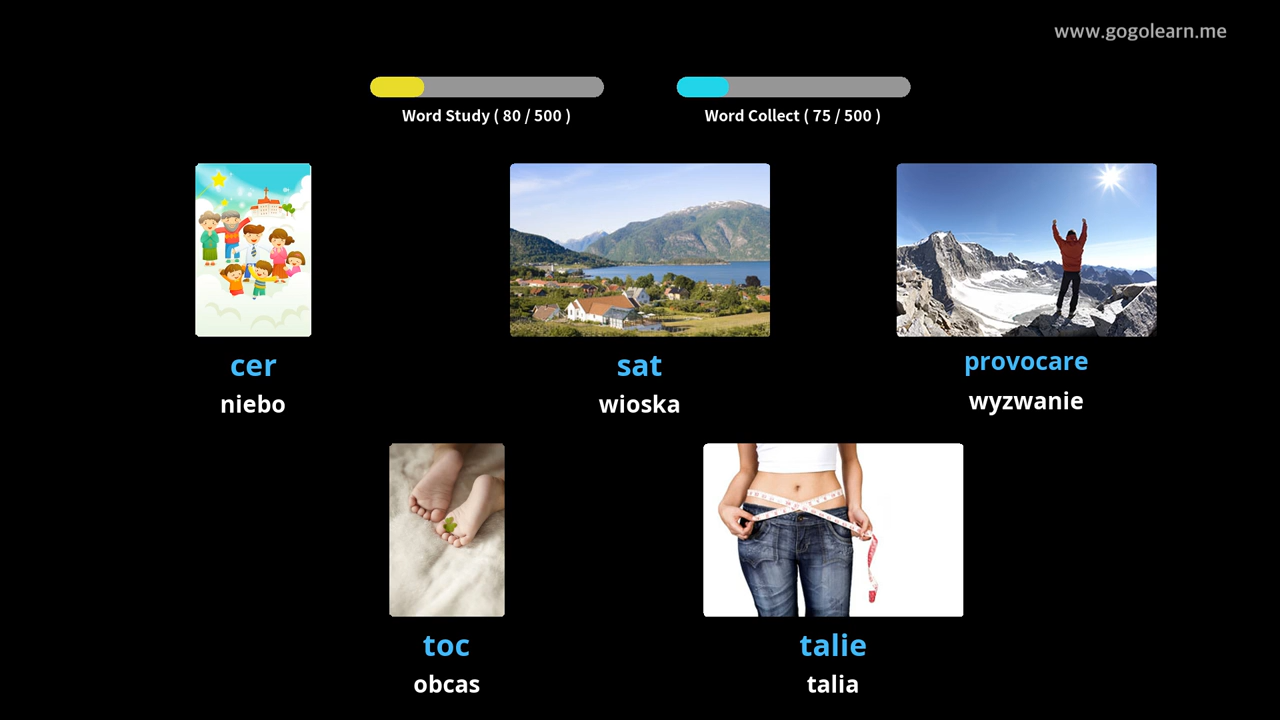 www.gogolearn.me
Word Study ( 80 / 500 )
Word Collect ( 75 / 500 )
cer
niebo
sat
wioska
provocare
wyzwanie
toc
obcas
talie
talia